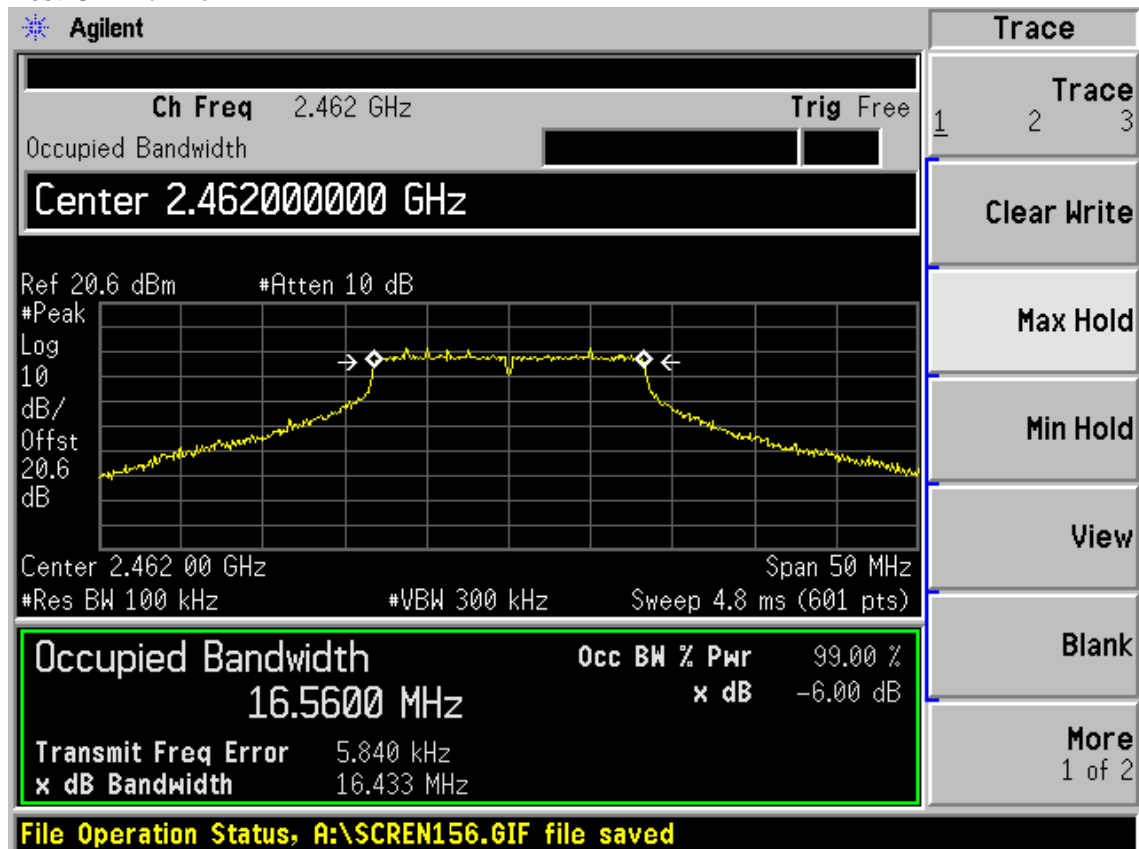 Agilent
Trace
Ch Freq 2.462 GHz Trig Free
Occupied Bandwidth
Center 2.462000000 GHz
Ref 20.6 dBm #Atten 10 dB
#Peak
Log
10
dB/
Offst
20.6
dB
Center 2.462 00 GHz Span 50 MHz
#Res BW 100 kHz #VBW 300 kHz Sweep 4.8 ms (601 pts)
Occupied Bandwidth Occ BW % Pwr 99.00 %
16.5600 MHz x dB -6.00 dB
Transmit Freq Error 5.840 kHz
x dB Bandwidth 16.433 MHz
File Operation Status, A:\SCREN156.GIF file saved
Trace
1 2 3
Clear Write
Max Hold
Min Hold
View
Blank
More
1 of 2